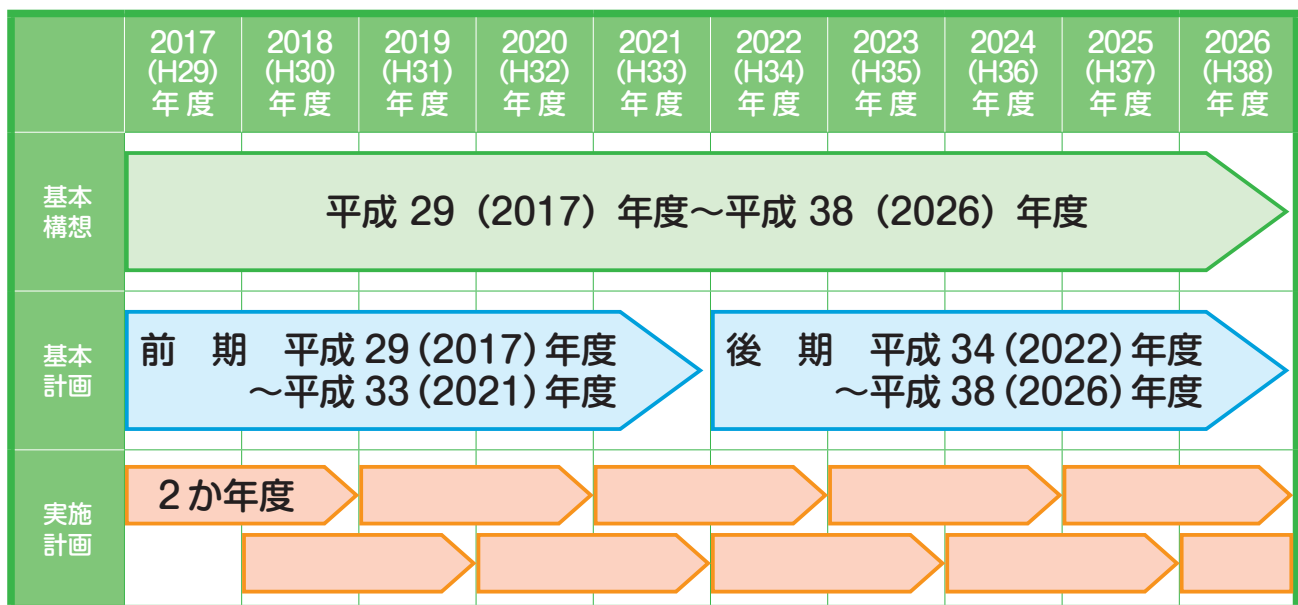 2017 2018 2019 2020 2021 2022 2023 2024 2025 2026
(H29) (H30) (H31) (H32) (H33) (H34) (H35) (H36) (H37) (H38)
年度 年度 年度 年度 年度 年度 年度 年度 年度 年度
基本
構想
平成 29（2017）年度～平成 38（2026）年度
基本
計画
前　期　平成 29（2017）年度
～平成 33（2021）年度
後　期　平成 34（2022）年度
～平成 38（2026）年度
実施
計画
２か年度